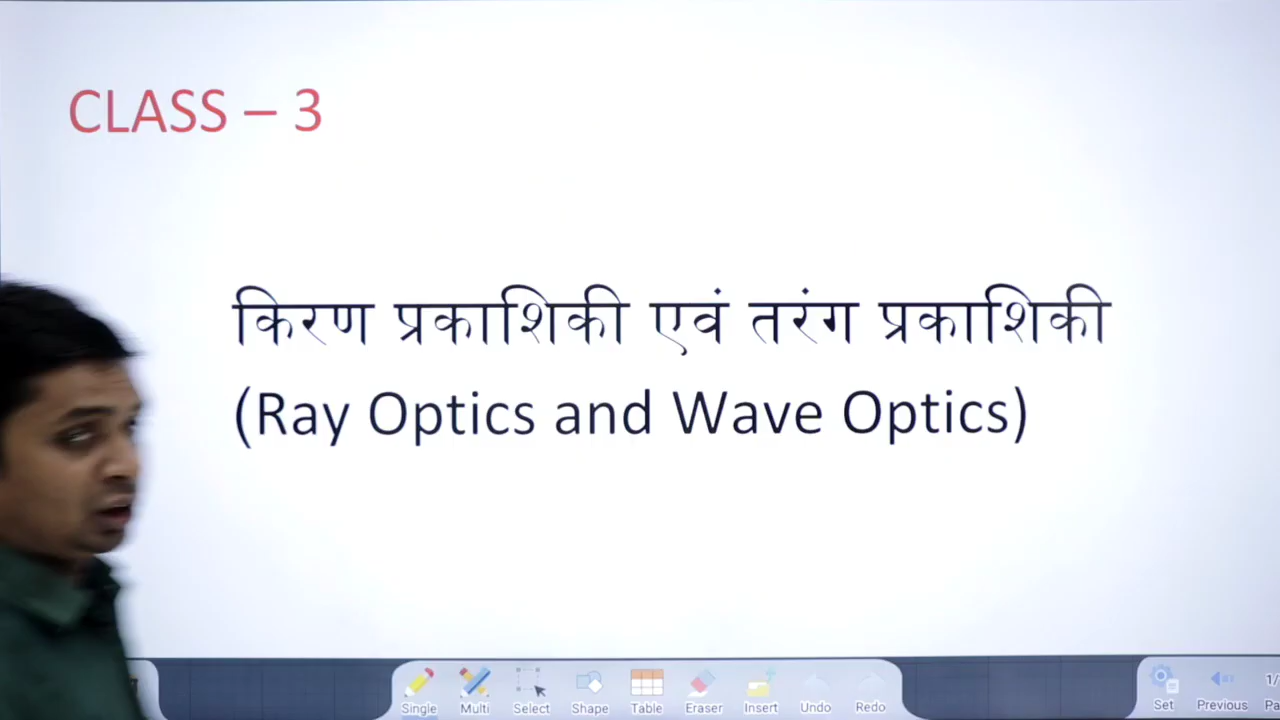 CLASS – 3
किरण प्रकाशिकी एवं तरंग प्रकाशिकी
(Ray Optics and Wave Optics)
Single Multi Select Shape Table Eraser Insert Undo Redo Set Previous